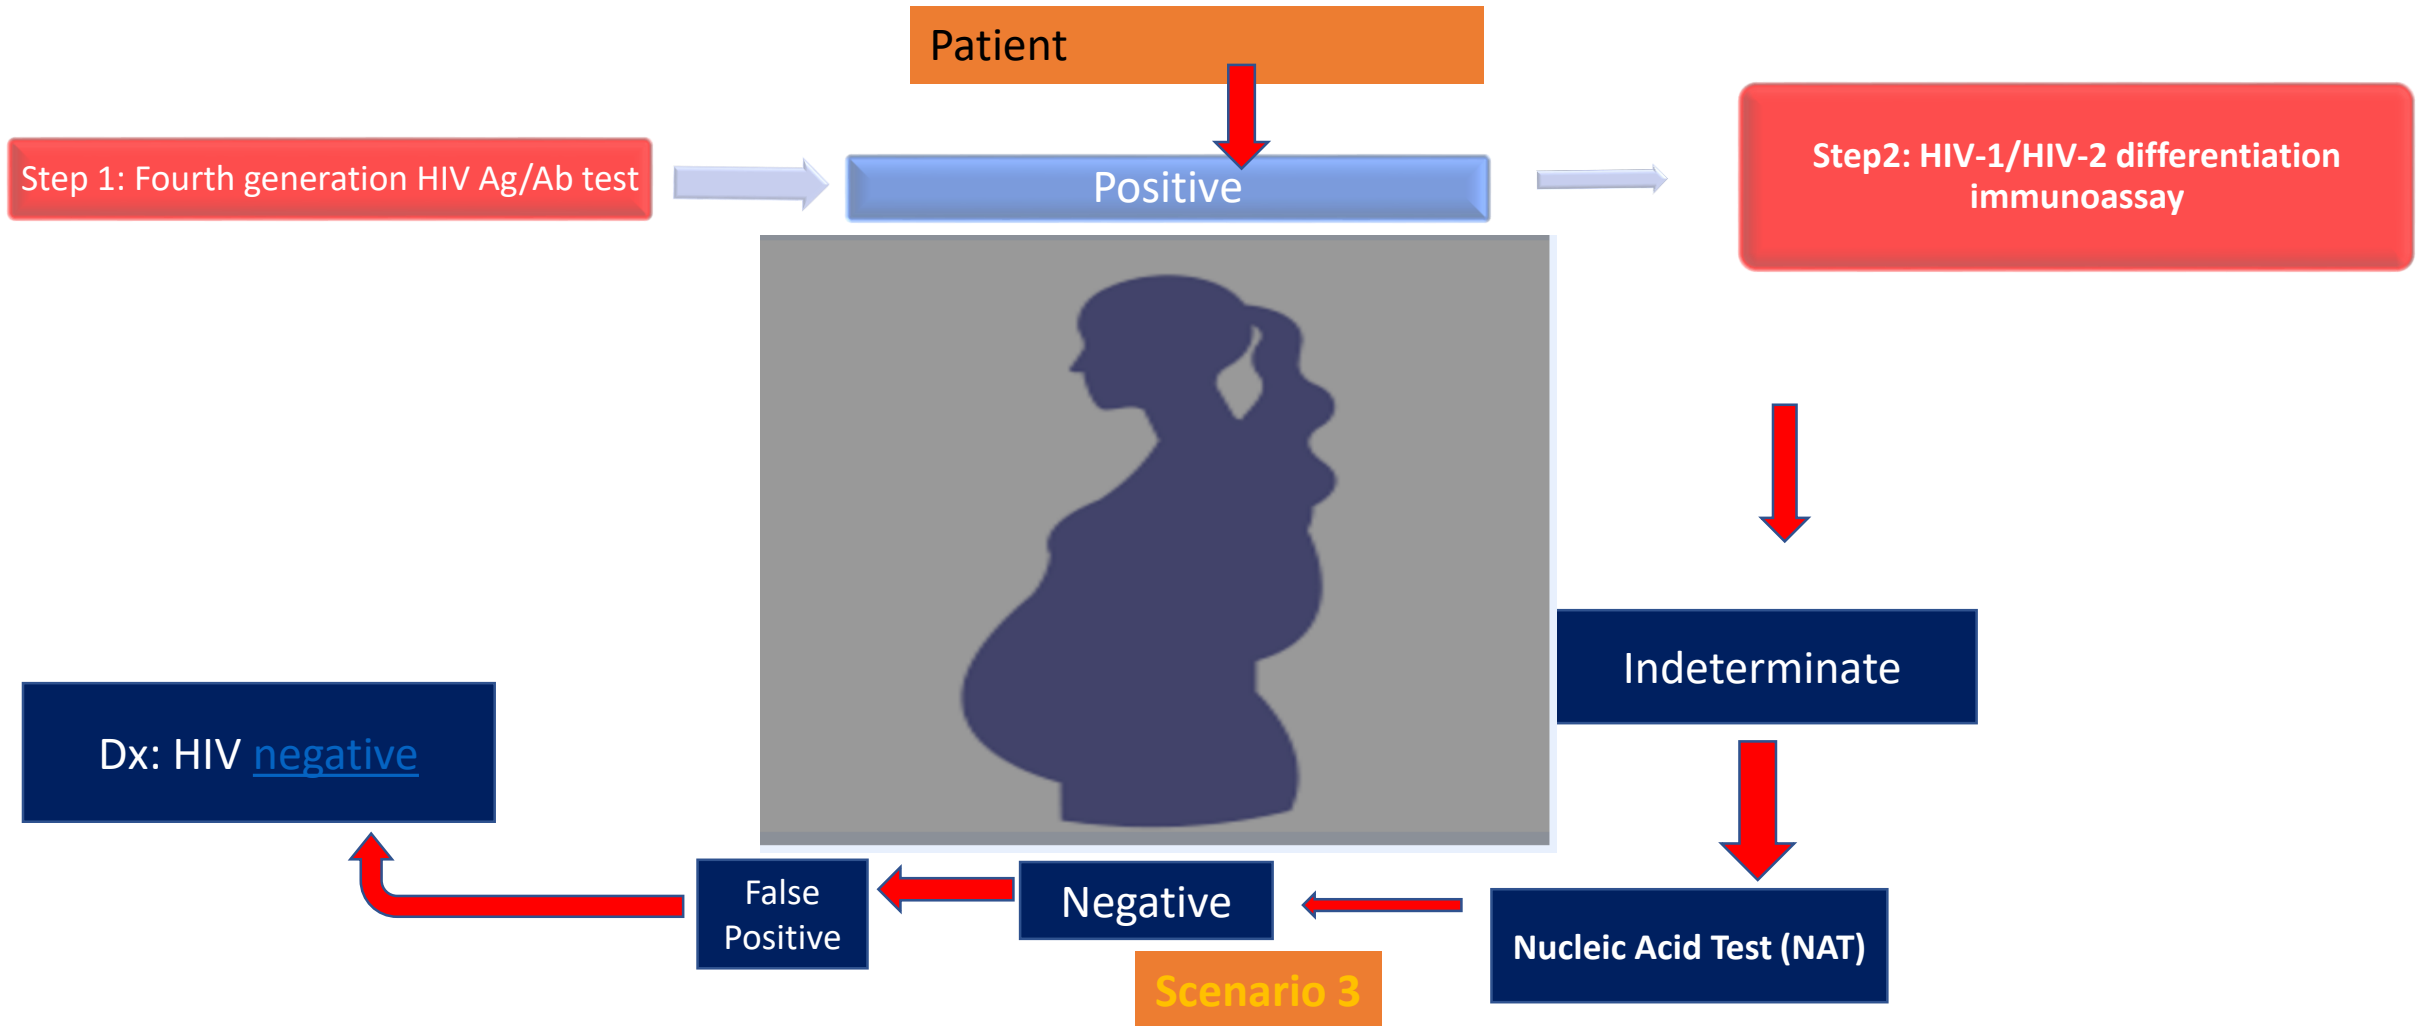 Patient
Step 1: Fourth generation HIV Ag/Ab test
Positive
Step2: HIV-1/HIV-2 differentiation
immunoassay
Indeterminate
Nucleic Acid Test (NAT)
Negative
Scenario 3
False
Positive
Dx: HIV negative